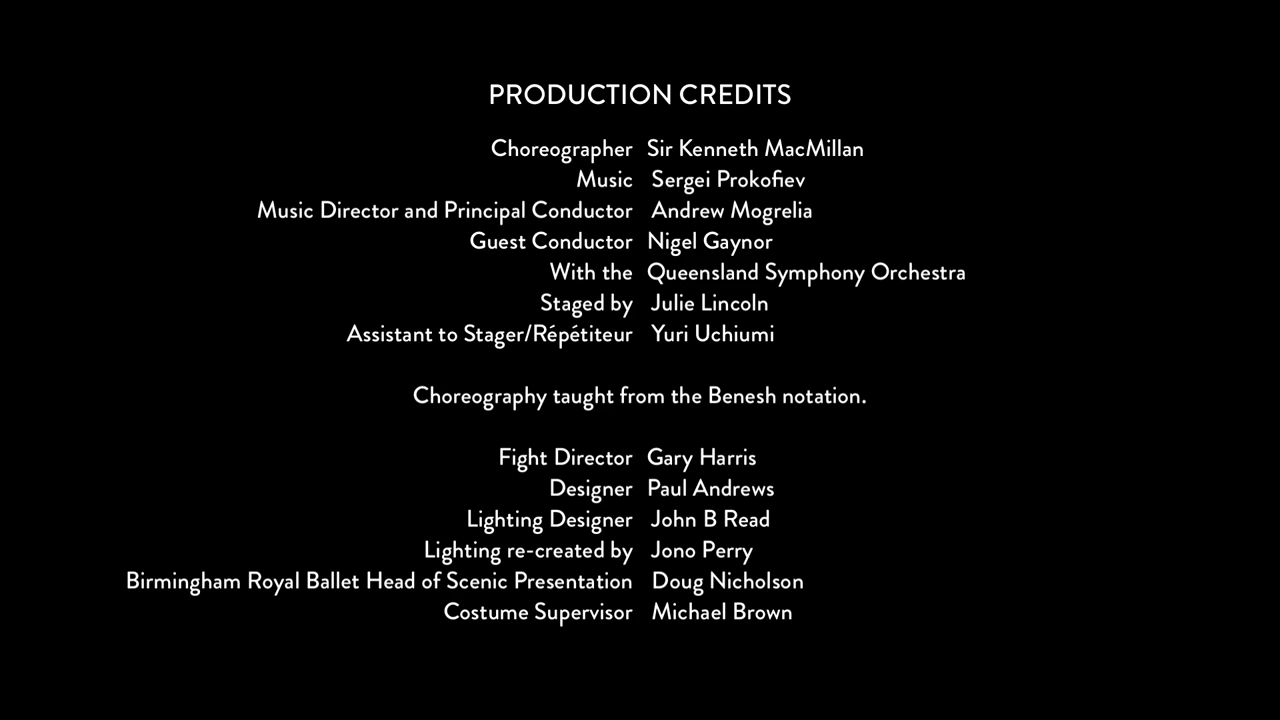 PRODUCTION CREDITS
Choreographer Sir Kenneth MacMillan
Music Sergei Prokofiev
Music Director and Principal Conductor Andrew Mogrelia
Guest Conductor Nigel Gaynor
With the Queensland Symphony Orchestra
Staged by Julie Lincoln
Assistant to Stager/Répétiteur Yuri Uchiumi
Choreography taught from the Benesh notation.
Fight Director Gary Harris
Designer Paul Andrews
Lighting Designer John B Read
Lighting re-created by Jono Perry
Birmingham Royal Ballet Head of Scenic Presentation Doug Nicholson
Costume Supervisor Michael Brown